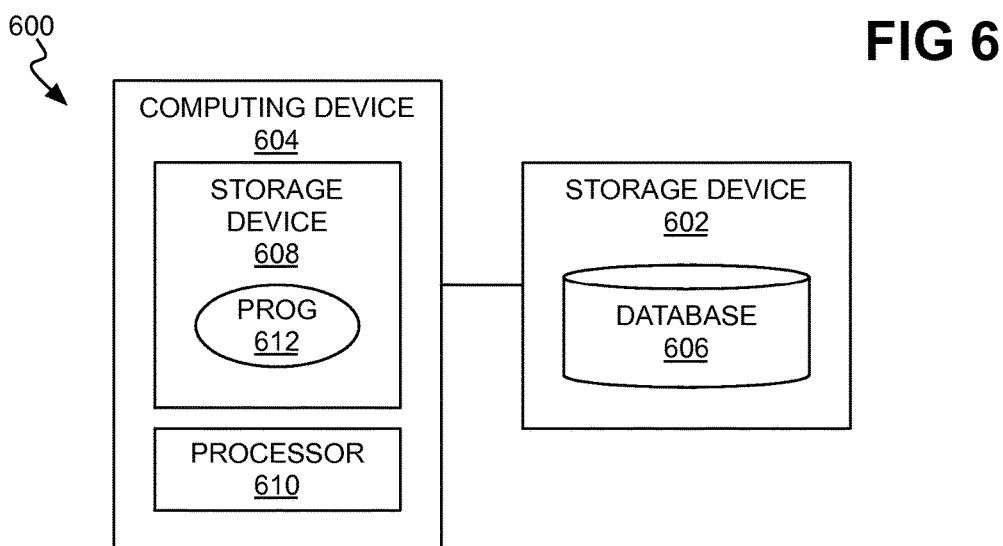 600
FIG 6
COMPUTING DEVICE
604
STORAGE
DEVICE
608
PROG
612
PROCESSOR
610
STORAGE DEVICE
602
DATABASE
606